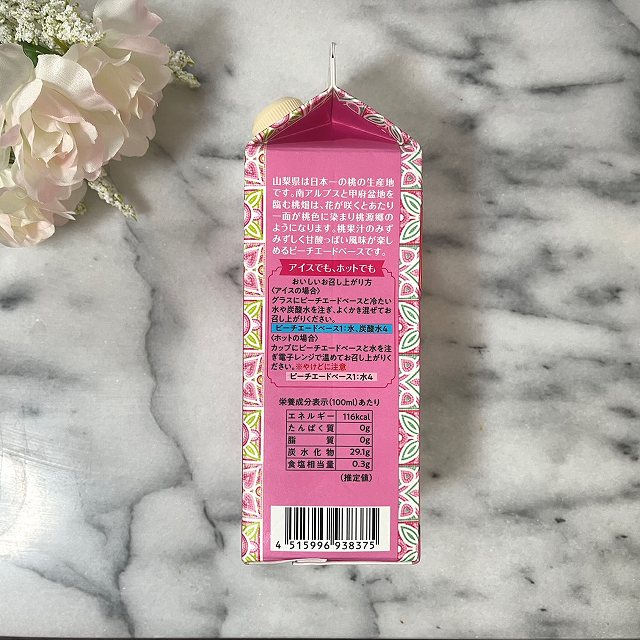 山梨県は日本一の桃の生産地
です。南アルプスと甲府盆地を
臨む桃畑は、花が咲くとあたり
一面が桃色に染まり桃源郷の
ようになります。桃果汁のみず
みずしく甘酸っぱい風味が楽し
めるピーチエードベースです。
アイスでも、ホットでも
おいしいお召し上がり方
〈アイスの場合〉
グラスにピーチエードベースと冷たい
水や炭酸水を注ぎ、よくかき混ぜてお
召し上がりください。
ピーチエードベース1:水、炭酸水4
〈ホットの場合〉
カップにピーチエードベースと水を注
ぎ電子レンジで温めてお召し上がりく
ださい。※やけどに注意
ピーチエードベース1:水4
栄養成分表示(100ml)あたり
エネルギー 116kcal
たんぱく質 0g
脂質 0g
炭水化物 29.1g
食塩相当量 0.3g
(推定値)
4 515996 938375